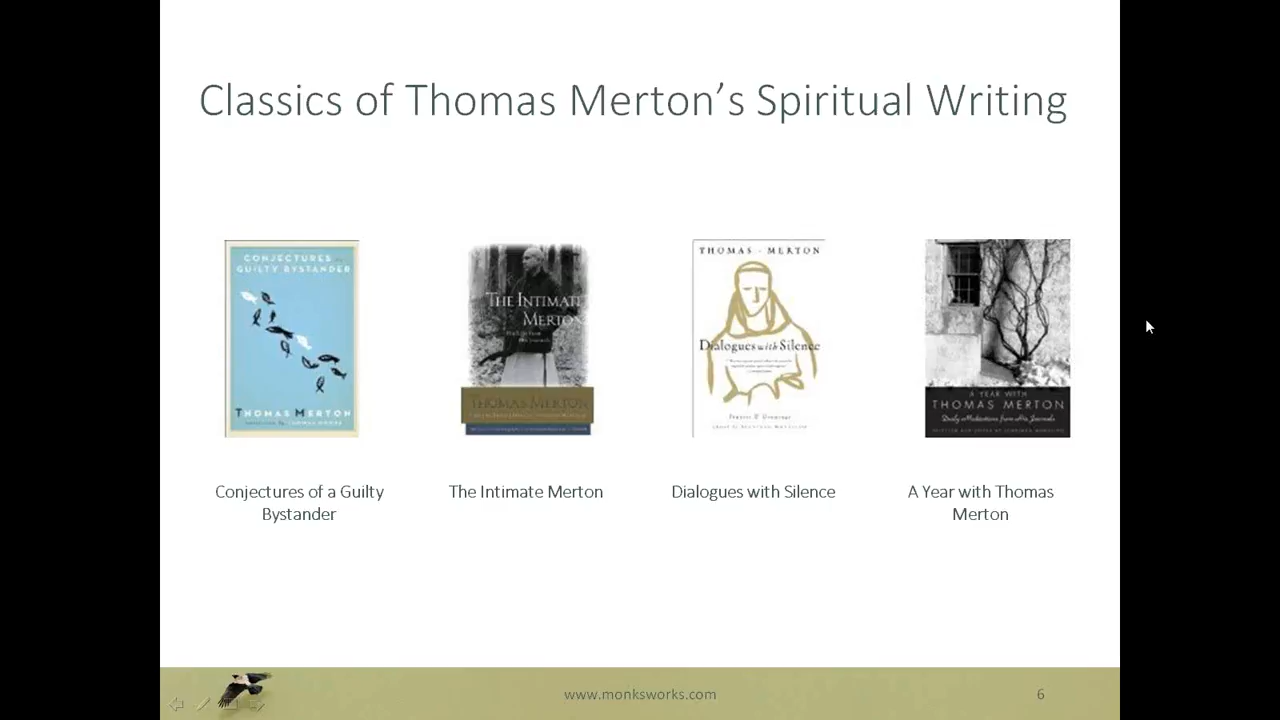 Classics of Thomas Merton’s Spiritual Writing
CONJECTURES
GUILTY BYSTANDER
THOMAS MERTON
THE INTIMATE
MERTON
THOMAS MERTON
THOMAS · MERTON
Dialogues with Silence
A YEAR WITH
THOMAS MERTON
Daily Meditations from His Journals
Conjectures of a Guilty
Bystander
The Intimate Merton
Dialogues with Silence
A Year with Thomas
Merton
www.monksworks.com
6